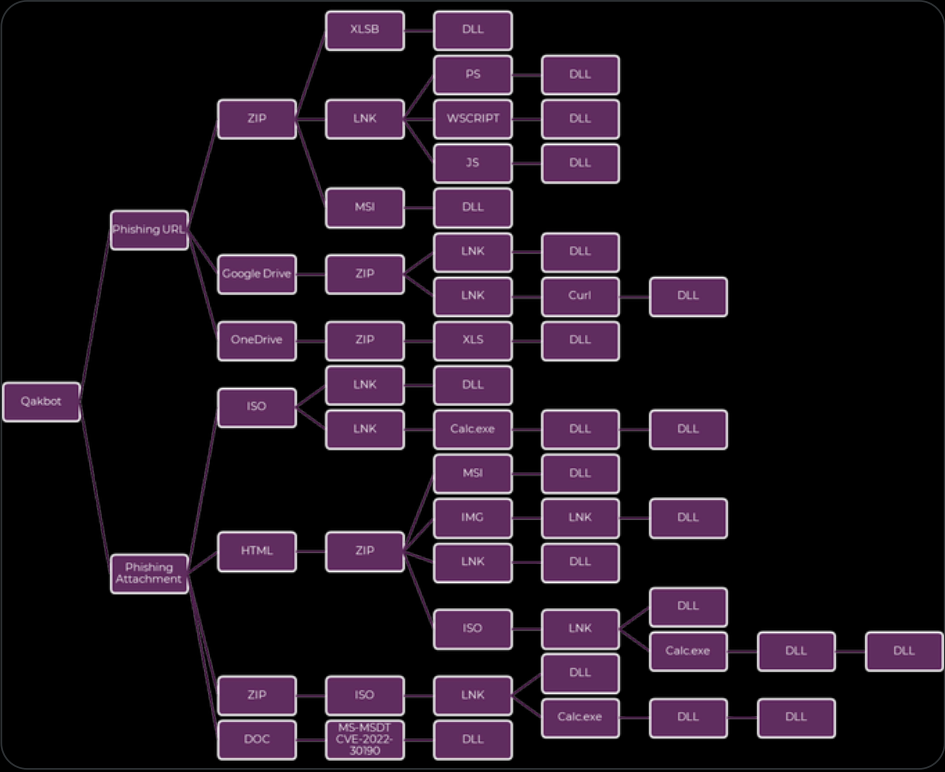 XLSB DLL
PS DLL
ZIP LNK WSCRIPT DLL
JS DLL
MSI DLL
Phishing URL
LNK DLL
Google Drive ZIP
LNK Curl DLL
OneDrive ZIP XLS DLL
LNK DLL
Qakbot
ISO
LNK Calc.exe DLL DLL
MSI DLL
IMG LNK DLL
HTML ZIP
LNK DLL
Phishing
Attachment
DLL
ISO LNK
Calc.exe DLL DLL
DLL
ZIP ISO LNK
Calc.exe DLL DLL
DOC
MS-MSDT
CVE-2022-
30190
DLL